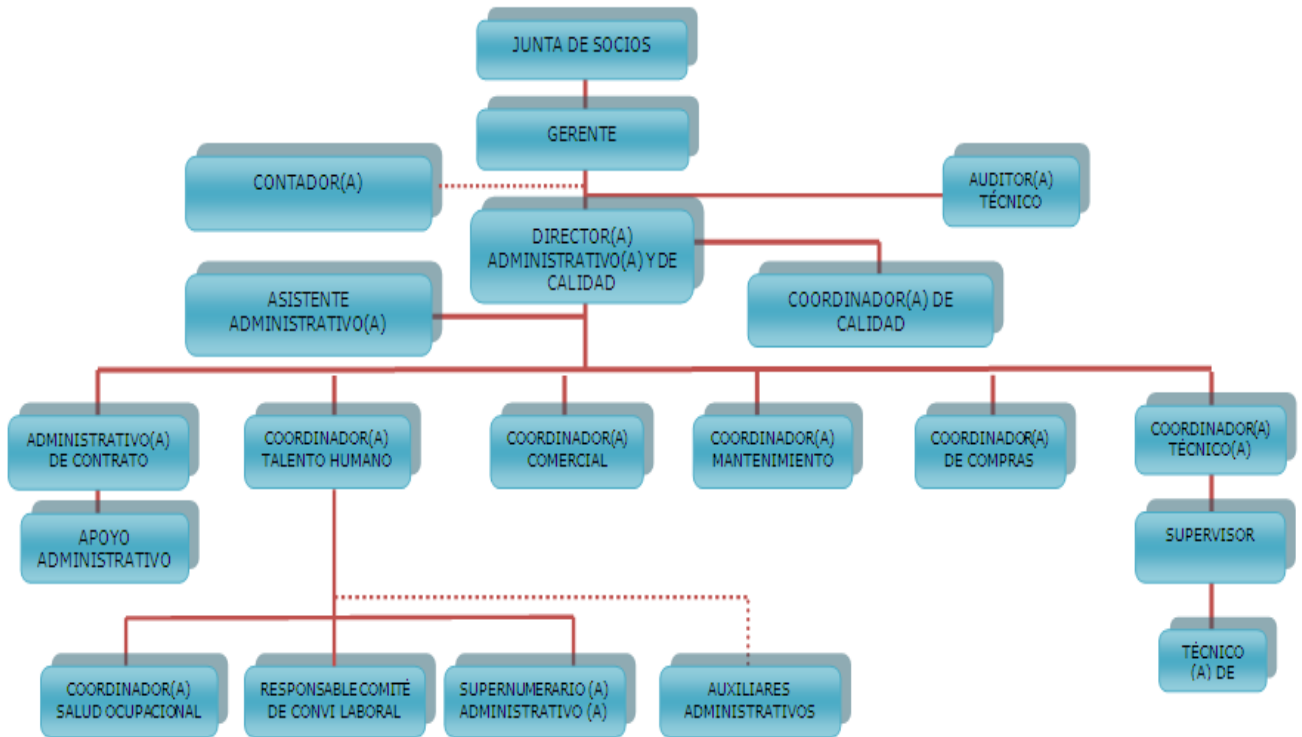 JUNTA DE SOCIOS
GERENTE
CONTADOR(A)
AUDITOR(A)
TÉCNICO
DIRECTOR(A)
ADMINISTRATIVO(A) Y DE
CALIDAD
ASISTENTE
ADMINISTRATIVO(A)
COORDINADOR(A) DE
CALIDAD
ADMINISTRATIVO(A)
DE CONTRATO
COORDINADOR(A)
TALENTO HUMANO
COORDINADOR(A)
COMERCIAL
COORDINADOR(A)
MANTENIMIENTO
COORDINADOR(A)
DE COMPRAS
COORDINADOR(A)
TÉCNICO(A)
APOYO
ADMINISTRATIVO
SUPERVISOR
TÉCNICO
(A) DE
COORDINADOR(A)
SALUD OCUPACIONAL
RESPONSABLE COMITÉ
DE CONVI LABORAL
SUPERNUMERARIO (A)
ADMINISTRATIVO (A)
AUXILIARES
ADMINISTRATIVOS